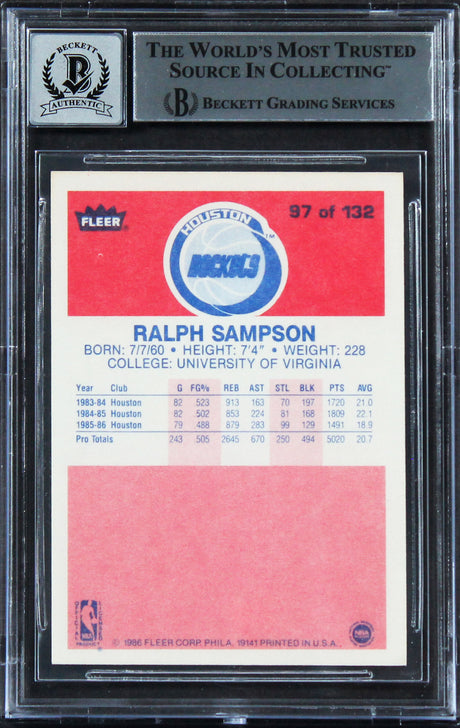 BECKETT
B
AUTHENTIC
THE WORLD'S MOST TRUSTED
SOURCE IN COLLECTING™
B BECKETT GRADING SERVICES
FLEER
HOUSTON
ROCKETS
TM
97 of 132
RALPH SAMPSON
BORN: 7/7/60 • HEIGHT: 7'4" • WEIGHT: 228
COLLEGE: UNIVERSITY OF VIRGINIA
Year Club G FG% REB AST STL BLK PTS AVG
1983-84 Houston 82 .523 913 163 70 197 1720 21.0
1984-85 Houston 82 .502 853 224 81 168 1809 22.1
1985-86 Houston 79 .488 879 283 99 129 1491 18.9
Pro Totals 243 .505 2645 670 250 494 5020 20.7
OFFICIAL LICENSED
NBA
PRODUCT
© 1986 FLEER CORP. PHILA. 19141 PRINTED IN U.S.A.